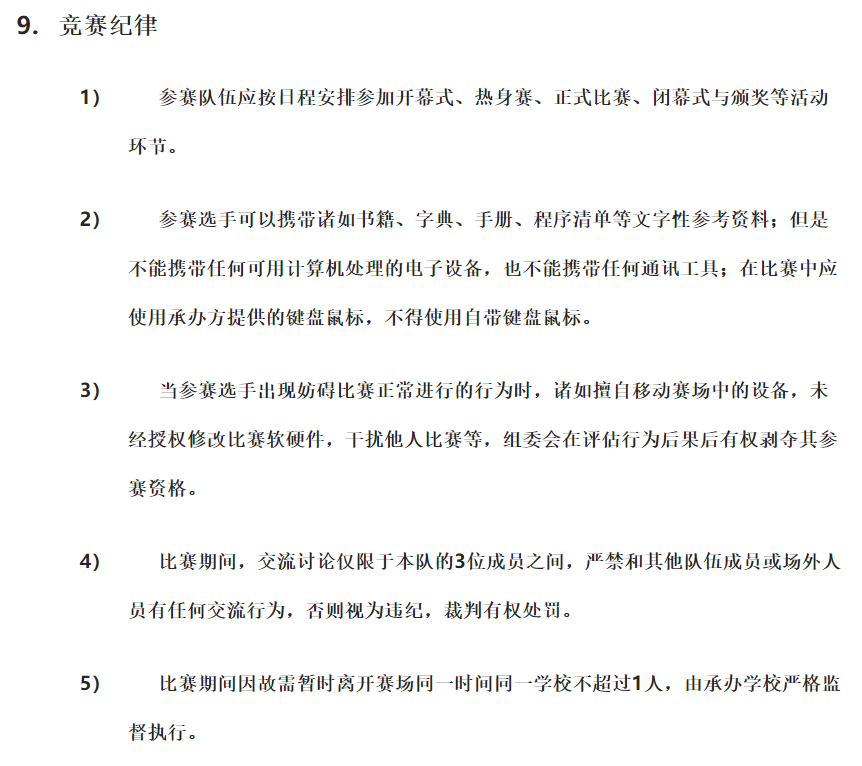 9. 竞赛纪律
1) 参赛队伍应按日程安排参加开幕式、热身赛、正式比赛、闭幕式与颁奖等活动
环节。
2) 参赛选手可以携带诸如书籍、字典、手册、程序清单等文字性参考资料；但是
不能携带任何可用计算机处理的电子设备，也不能携带任何通讯工具；在比赛中应
使用承办方提供的键盘鼠标，不得使用自带键盘鼠标。
3) 当参赛选手出现妨碍比赛正常进行的行为时，诸如擅自移动赛场中的设备，未
经授权修改比赛软硬件，干扰他人比赛等，组委会在评估行为后果后有权剥夺其参
赛资格。
4) 比赛期间，交流讨论仅限于本队的3位成员之间，严禁和其他队伍成员或场外人
员有任何交流行为，否则视为违纪，裁判有权处罚。
5) 比赛期间因故需暂时离开赛场同一时间同一学校不超过1人，由承办学校严格监
督执行。